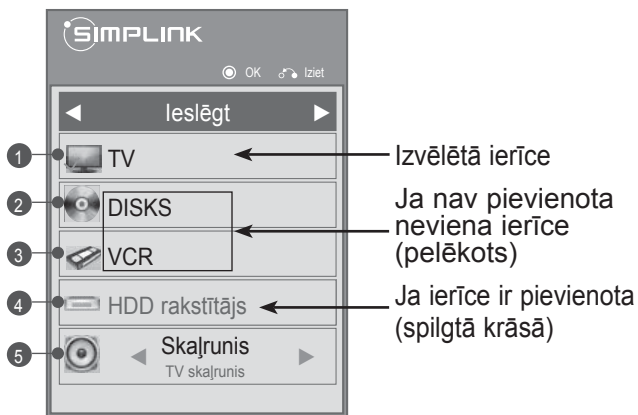 SIMPLINK
OK Iziet
Ieslēgt
1 TV
Izvēlētā ierīce
2 DISKS
3 VCR
Ja nav pievienota
neviena ierīce
(pelēkots)
4 HDD rakstītājs
Ja ierīce ir pievienota
(spilgtā krāsā)
5 Skaļrunis
TV skaļrunis